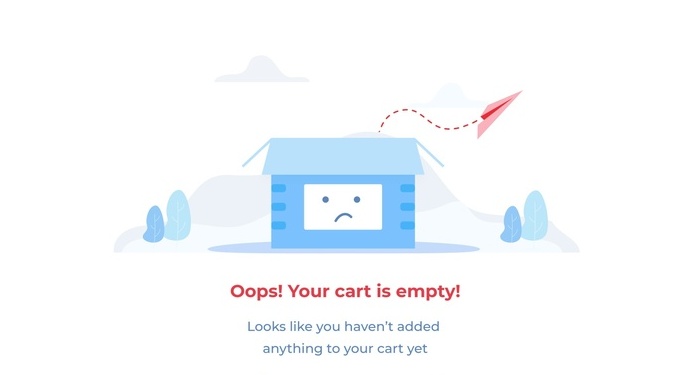 Oops! Your cart is empty!
Looks like you haven’t added
anything to your cart yet